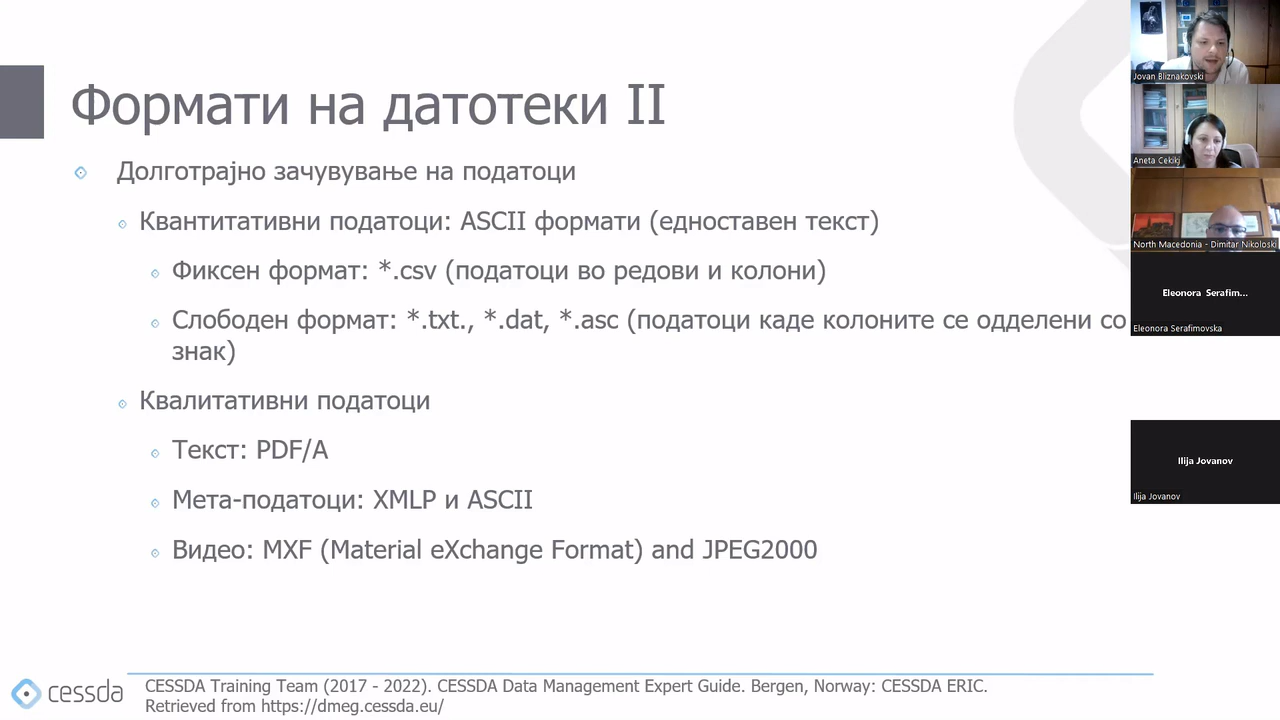 Формати на датотеки II
Долготрајно зачувување на податоци
Квантитативни податоци: ASCII формати (едноставен текст)
Фиксен формат: *.csv (податоци во редови и колони)
Слободен формат: *.txt., *.dat, *.asc (податоци каде колоните се одделени со
знак)
Квалитативни податоци
Текст: PDF/A
Мета-податоци: XMLP и ASCII
Видео: MXF (Material eXchange Format) and JPEG2000
cessda
CESSDA Training Team (2017 - 2022). CESSDA Data Management Expert Guide. Bergen, Norway: CESSDA ERIC.
Retrieved from https://dmeg.cessda.eu/
Jovan Bliznakovski
Aneta Cekikj
North Macedonia - Dimitar Nikoloski
Eleonora Serafim...
Eleonora Serafimovska
Ilija Jovanov
Ilija Jovanov